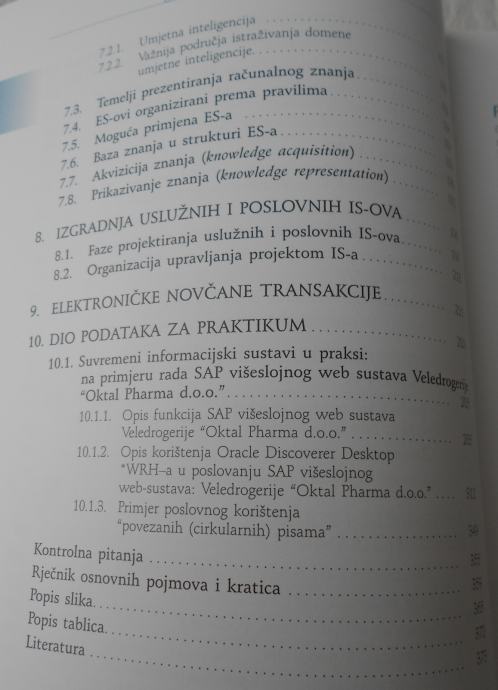 7.2.1. Umjetna inteligencija
7.2.2. Važnija područja istraživanja domene
umjetne inteligencije
7.3. Temelji prezentiranja računalnog znanja
7.4. ES-ovi organizirani prema pravilima
7.5. Moguća primjena ES-a
7.6. Baza znanja u strukturi ES-a
7.7. Akvizicija znanja (knowledge acquisition)
7.8. Prikazivanje znanja (knowledge representation)
8. IZGRADNJA USLUŽNIH I POSLOVNIH IS-OVA
8.1. Faze projektiranja uslužnih i poslovnih IS-ova
8.2. Organizacija upravljanja projektom IS-a
9. ELEKTRONIČKE NOVČANE TRANSAKCIJE
10. DIO PODATAKA ZA PRAKTIKUM
10.1. Suvremeni informacijski sustavi u praksi:
na primjeru rada SAP višeslojnog web sustava Veledrogerije
"Oktal Pharma d.o.o."
10.1.1. Opis funkcija SAP višeslojnog web sustava
Veledrogerije "Oktal Pharma d.o.o."
10.1.2. Opis korištenja Oracle Discoverer Desktop
"WRH–a u poslovanju SAP višeslojnog
web-sustava: Veledrogerije "Oktal Pharma d.o.o."
10.1.3. Primjer poslovnog korištenja
"povezanih (cirkularnih) pisama"
Kontrolna pitanja
Rječnik osnovnih pojmova i kratica
Popis slika
Popis tablica
Literatura